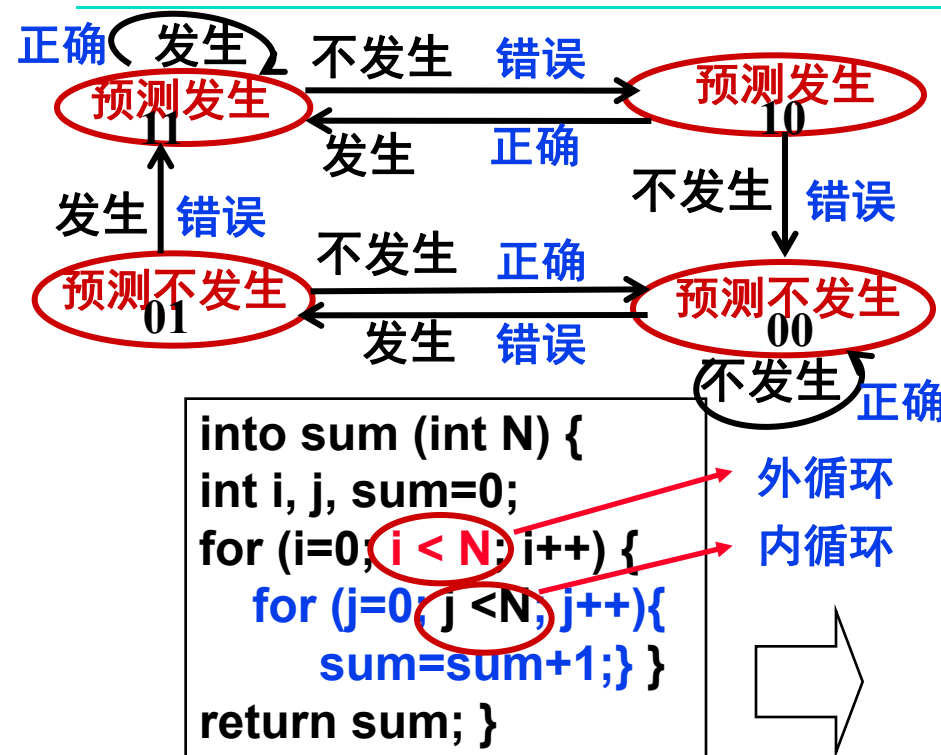 正确 发生 不发生 错误
预测发生 预测发生
11 10
发生 正确
不发生 错误
发生 错误
不发生 正确
预测不发生 预测不发生
01 00
发生 错误
不发生 正确
into sum (int N) {
int i, j, sum=0;
for (i=0; i < N; i++) {
for (j=0; j <N; j++){
sum=sum+1;} }
return sum; }
外循环
内循环